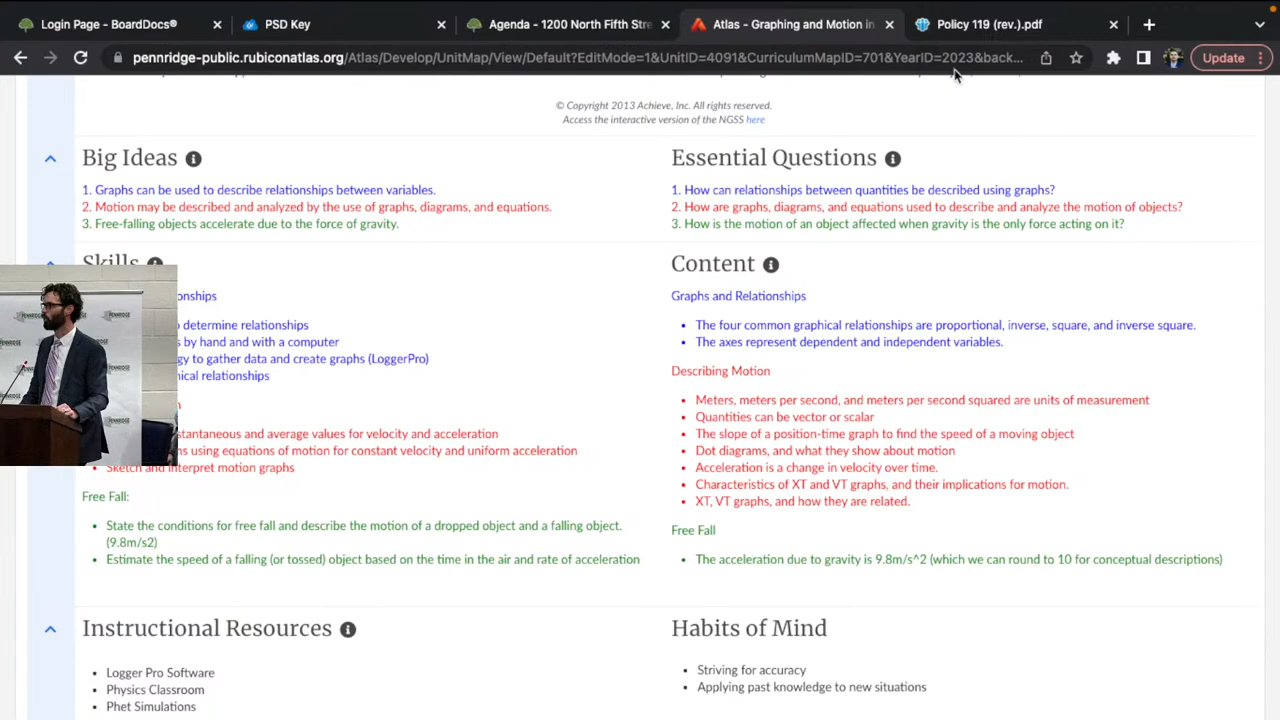 Login Page - BoardDocs®
PSD Key
Agenda - 1200 North Fifth Stre
Atlas - Graphing and Motion in
Policy 119 (rev.).pdf
pennridge-public.rubiconatlas.org/Atlas/Develop/UnitMap/View/Default?EditMode=1&UnitID=4091&CurriculumMapID=701&YearID=2023&back...
Update
© Copyright 2013 Achieve, Inc. All rights reserved.
Access the interactive version of the NGSS here
Big Ideas
1. Graphs can be used to describe relationships between variables.
2. Motion may be described and analyzed by the use of graphs, diagrams, and equations.
3. Free-falling objects accelerate due to the force of gravity.
Essential Questions
1. How can relationships between quantities be described using graphs?
2. How are graphs, diagrams, and equations used to describe and analyze the motion of objects?
3. How is the motion of an object affected when gravity is the only force acting on it?
Skills
onships
o determine relationships
s by hand and with a computer
gy to gather data and create graphs (LoggerPro)
nical relationships
stantaneous and average values for velocity and acceleration
ns using equations of motion for constant velocity and uniform acceleration
Sketch and interpret motion graphs
Free Fall:
State the conditions for free fall and describe the motion of a dropped object and a falling object.
(9.8m/s2)
Estimate the speed of a falling (or tossed) object based on the time in the air and rate of acceleration
Content
Graphs and Relationships
The four common graphical relationships are proportional, inverse, square, and inverse square.
The axes represent dependent and independent variables.
Describing Motion
Meters, meters per second, and meters per second squared are units of measurement
Quantities can be vector or scalar
The slope of a position-time graph to find the speed of a moving object
Dot diagrams, and what they show about motion
Acceleration is a change in velocity over time.
Characteristics of XT and VT graphs, and their implications for motion.
XT, VT graphs, and how they are related.
Free Fall
The acceleration due to gravity is 9.8m/s^2 (which we can round to 10 for conceptual descriptions)
Instructional Resources
Logger Pro Software
Physics Classroom
Phet Simulations
Habits of Mind
Striving for accuracy
Applying past knowledge to new situations
PENNRIDGE